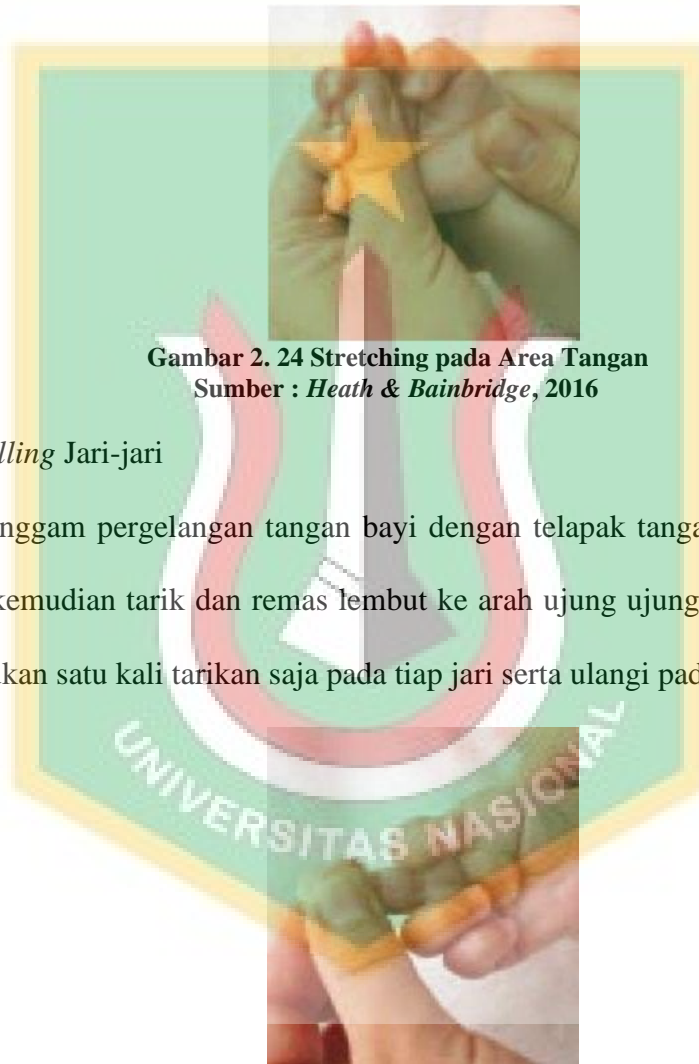 Gambar 2. 24 Stretching pada Area Tangan
Sumber : Heath & Bainbridge, 2016
lling Jari-jari
nggam pergelangan tangan bayi dengan telapak tanga
kemudian tarik dan remas lembut ke arah ujung ujung
kan satu kali tarikan saja pada tiap jari serta ulangi pad
UNIVERSITAS NASIONAL